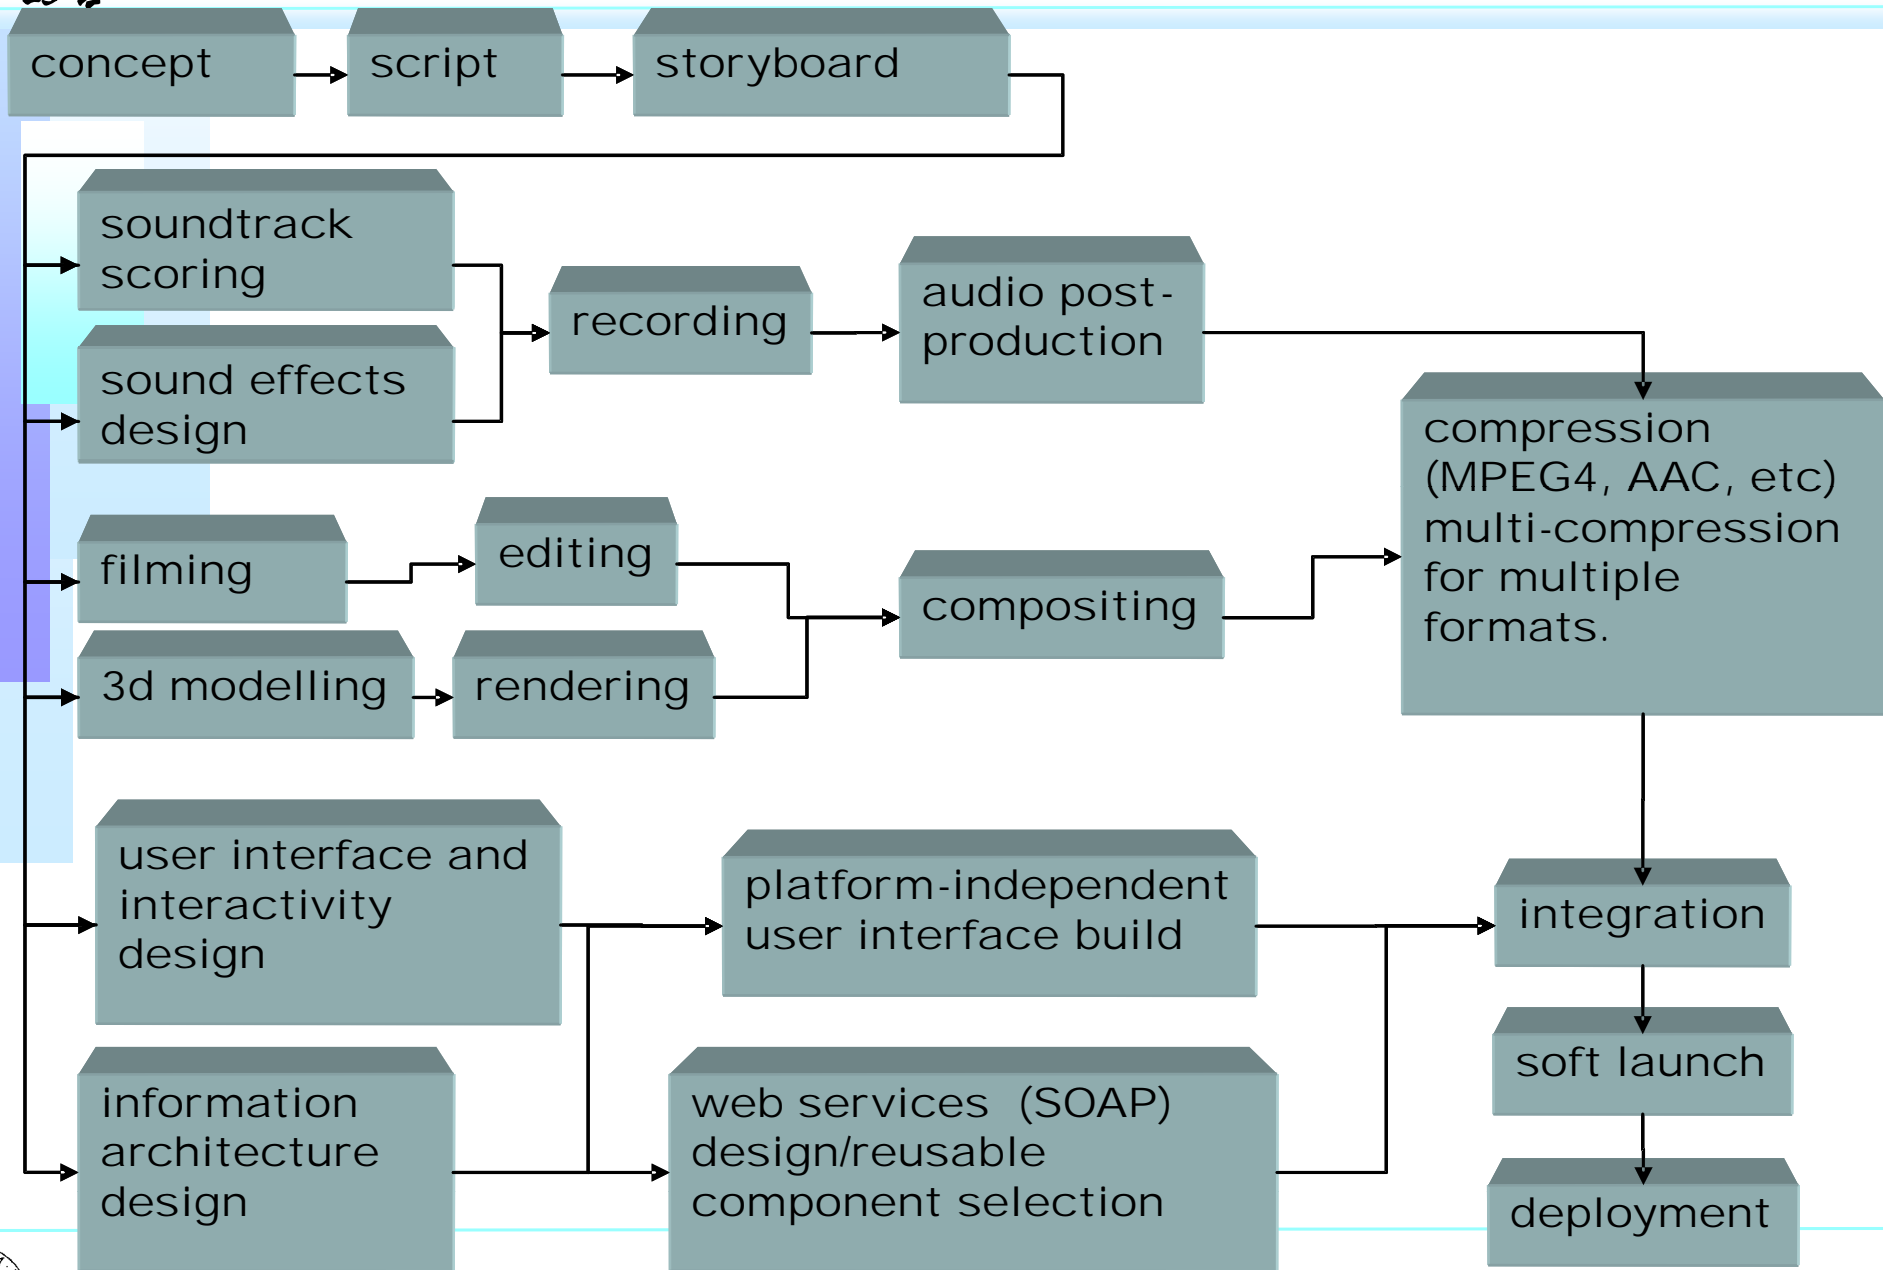 concept
script
storyboard
soundtrack
scoring
sound effects
design
recording
audio post-
production
filming
editing
3d modelling
rendering
compositing
compression
(MPEG4, AAC, etc)
multi-compression
for multiple
formats.
user interface and
interactivity
design
platform-independent
user interface build
information
architecture
design
web services (SOAP)
design/reusable
component selection
integration
soft launch
deployment